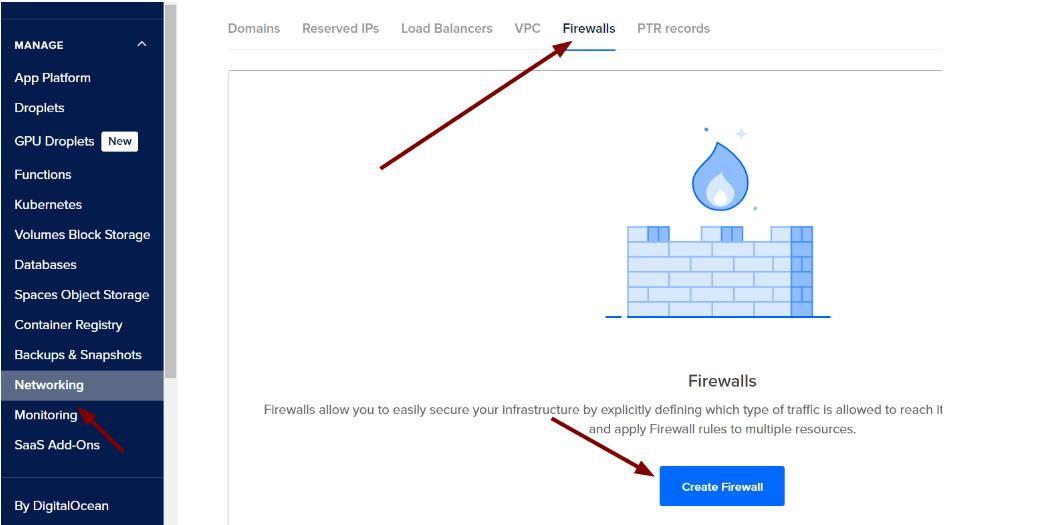 MANAGE
App Platform
Droplets
GPU Droplets New
Functions
Kubernetes
Volumes Block Storage
Databases
Spaces Object Storage
Container Registry
Backups & Snapshots
Networking
Monitoring
SaaS Add-Ons
By DigitalOcean
Domains Reserved IPs Load Balancers VPC Firewalls PTR records
Firewalls
Firewalls allow you to easily secure your infrastructure by explicitly defining which type of traffic is allowed to reach it
and apply Firewall rules to multiple resources.
Create Firewall